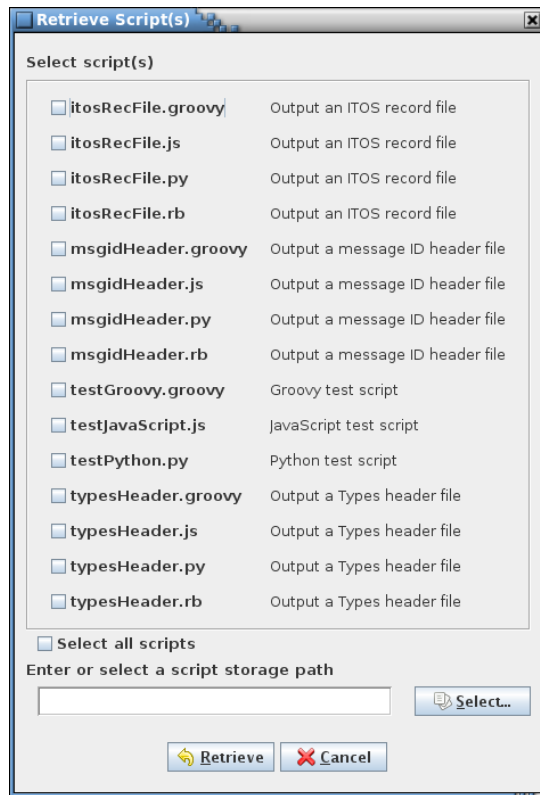 Retrieve Script(s)
Select script(s)
itosRecFile.groovy Output an ITOS record file
itosRecFile.js Output an ITOS record file
itosRecFile.py Output an ITOS record file
itosRecFile.rb Output an ITOS record file
msgidHeader.groovy Output a message ID header file
msgidHeader.js Output a message ID header file
msgidHeader.py Output a message ID header file
msgidHeader.rb Output a message ID header file
testGroovy.groovy Groovy test script
testJavaScript.js JavaScript test script
testPython.py Python test script
typesHeader.groovy Output a Types header file
typesHeader.js Output a Types header file
typesHeader.py Output a Types header file
typesHeader.rb Output a Types header file
Select all scripts
Enter or select a script storage path
Select...
Retrieve Cancel